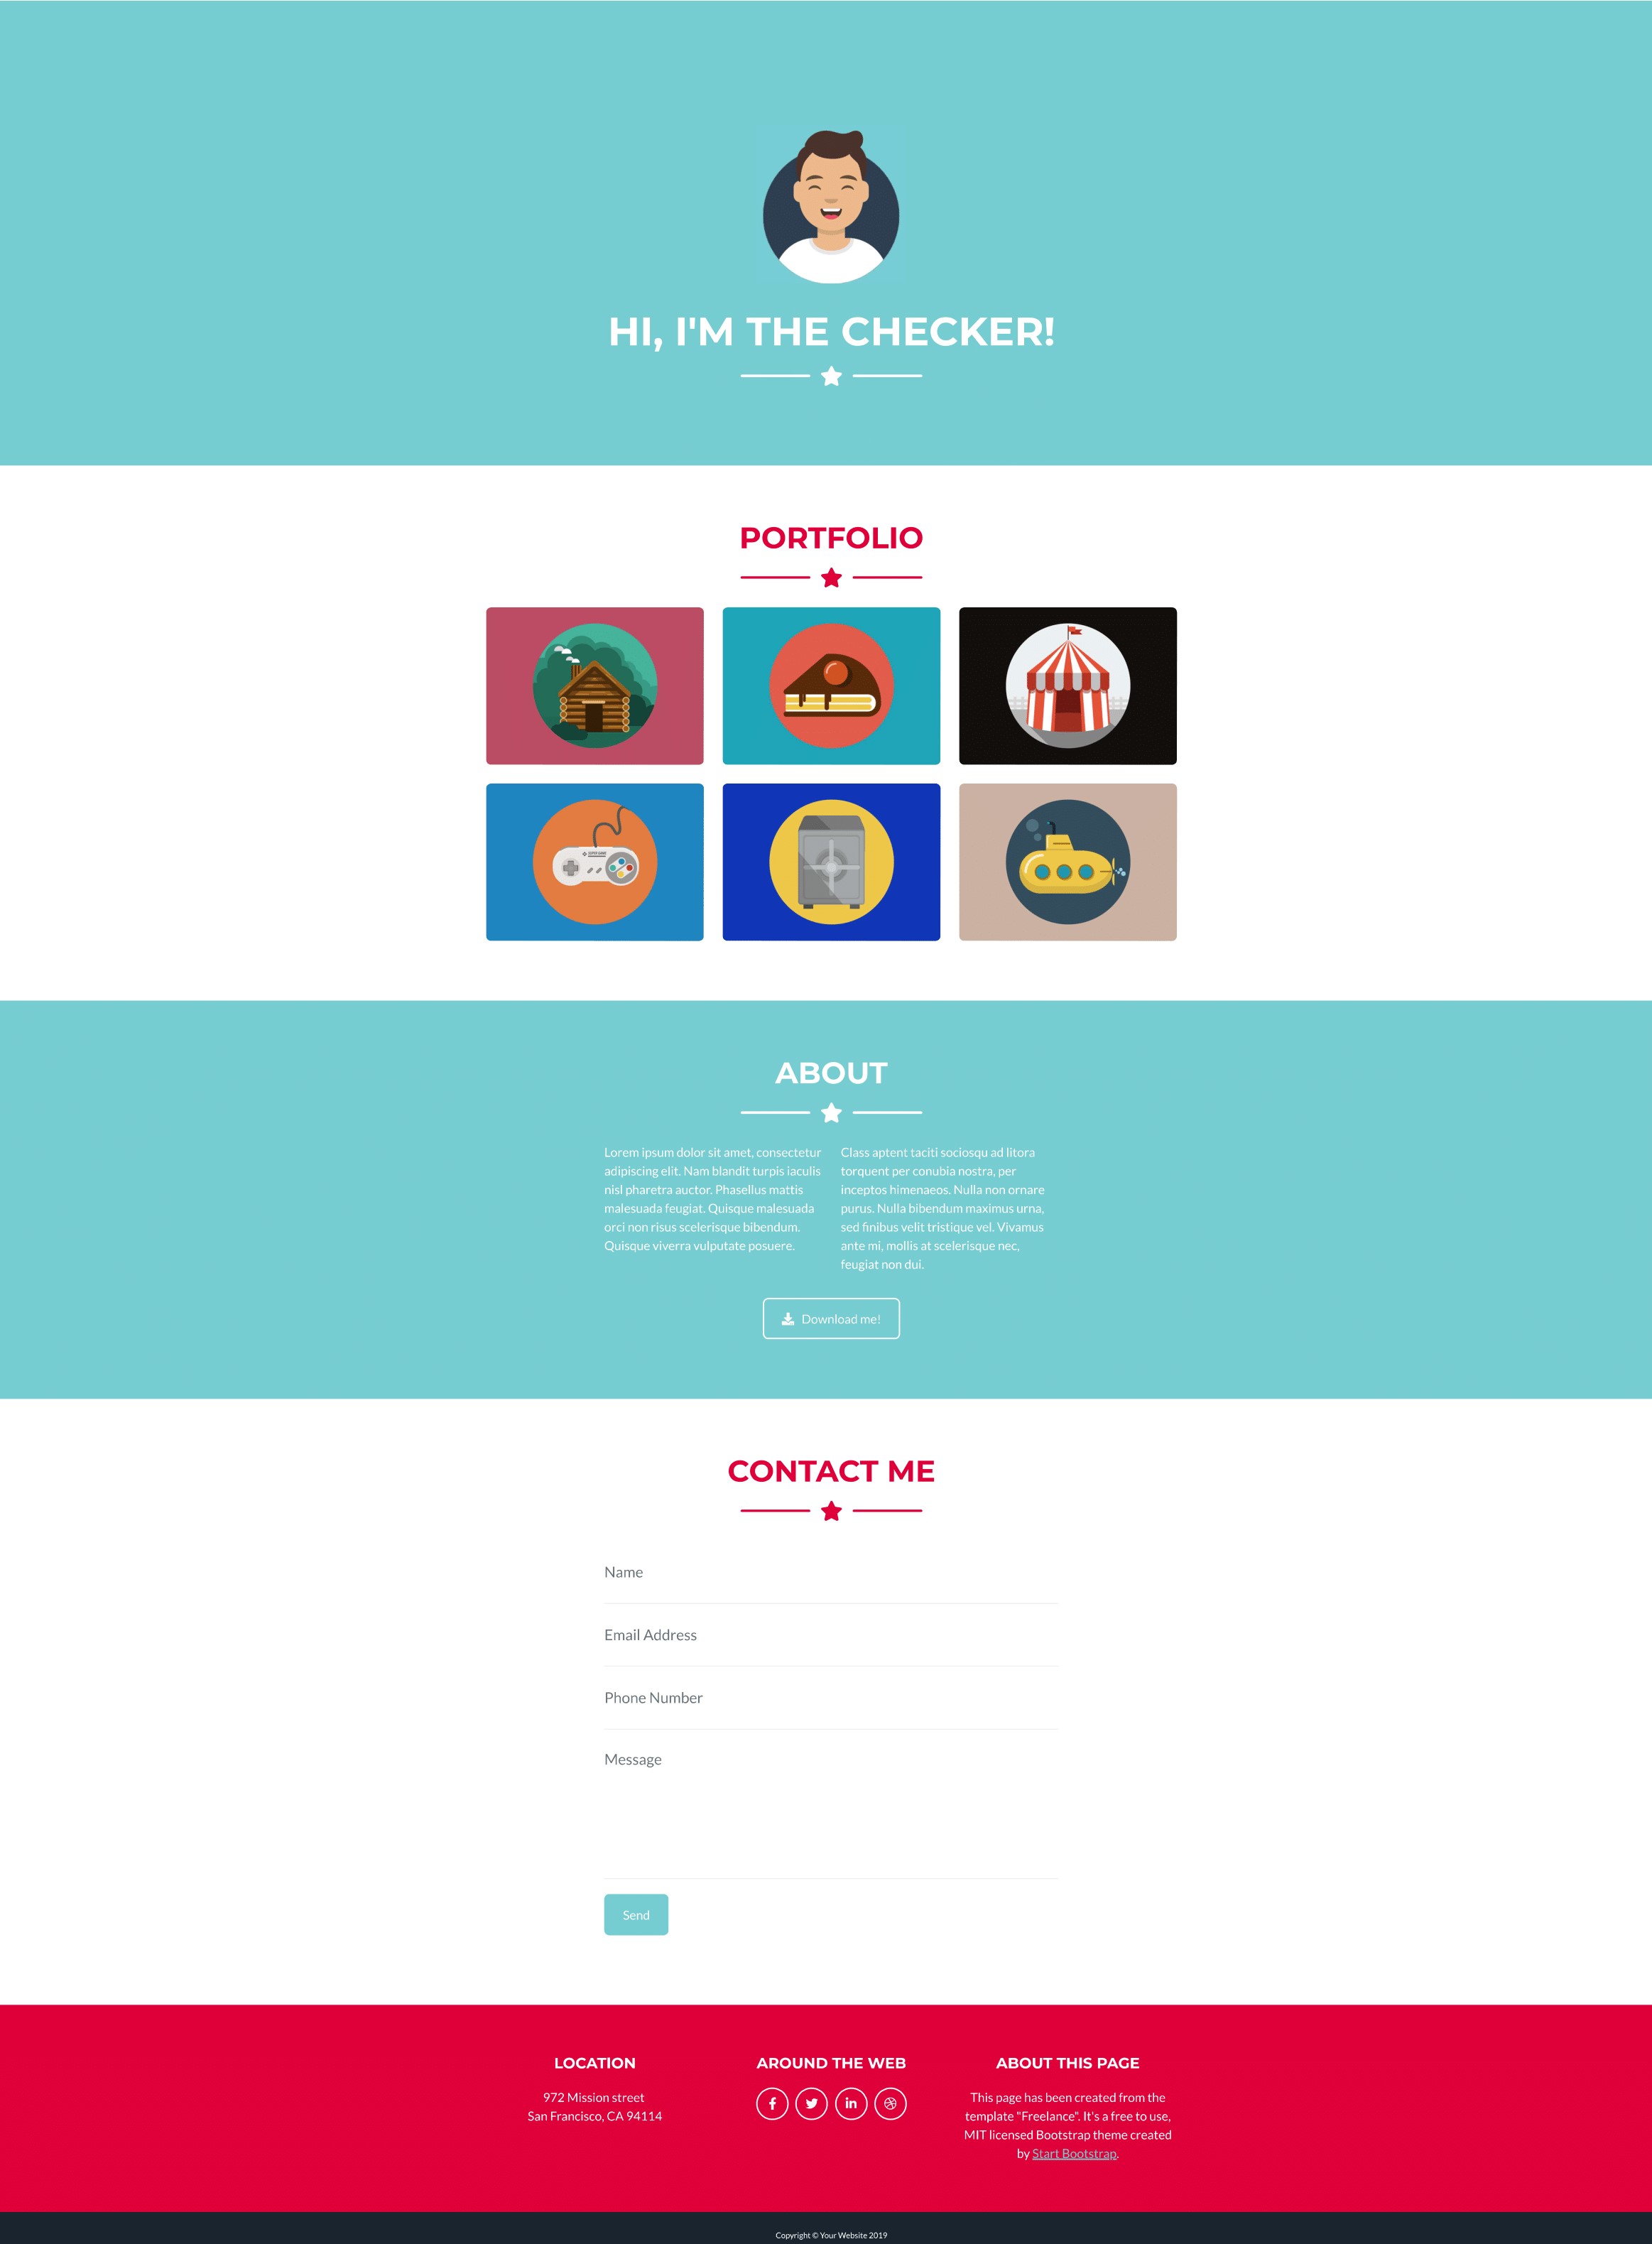 HI, I'M THE CHECKER!
PORTFOLIO
SUPER GAME
ABOUT
Lorem ipsum dolor sit amet, consectetur
adipiscing elit. Nam blandit turpis iaculis
nisl pharetra auctor. Phasellus mattis
malesuada feugiat. Quisque malesuada
orci non risus scelerisque bibendum.
Quisque viverra vulputate posuere.
Class aptent taciti sociosqu ad litora
torquent per conubia nostra, per
inceptos himenaeos. Nulla non ornare
purus. Nulla bibendum maximus urna,
sed finibus velit tristique vel. Vivamus
ante mi, mollis at scelerisque nec,
feugiat non dui.
Download me!
CONTACT ME
Name
Email Address
Phone Number
Message
Send
LOCATION
972 Mission street
San Francisco, CA 94114
AROUND THE WEB
ABOUT THIS PAGE
This page has been created from the
template "Freelance". It's a free to use,
MIT licensed Bootstrap theme created
by Start Bootstrap.
Copyright © Your Website 2019